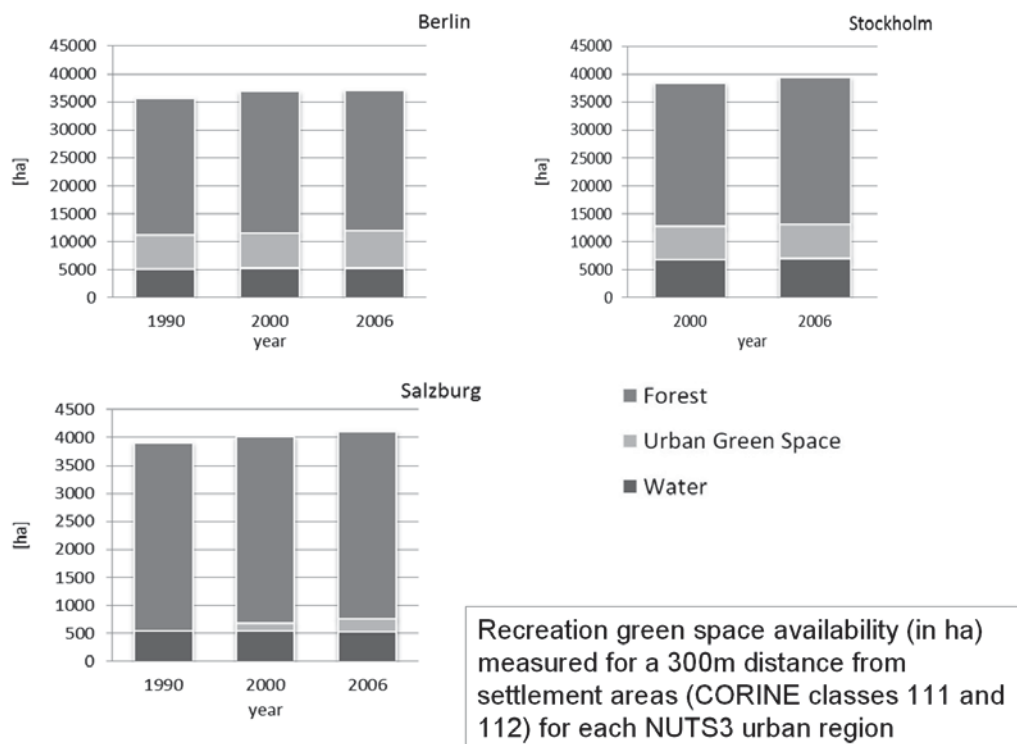 Berlin
45000
40000
35000
30000
25000
20000
15000
10000
5000
0
[ha]
1990 2000 2006
year
Stockholm
45000
40000
35000
30000
25000
20000
15000
10000
5000
0
[ha]
2000 2006
year
Salzburg
4500
4000
3500
3000
2500
2000
1500
1000
500
0
[ha]
1990 2000 2006
year
Forest
Urban Green Space
Water
Recreation green space availability (in ha)
measured for a 300m distance from
settlement areas (CORINE classes 111 and
112) for each NUTS3 urban region